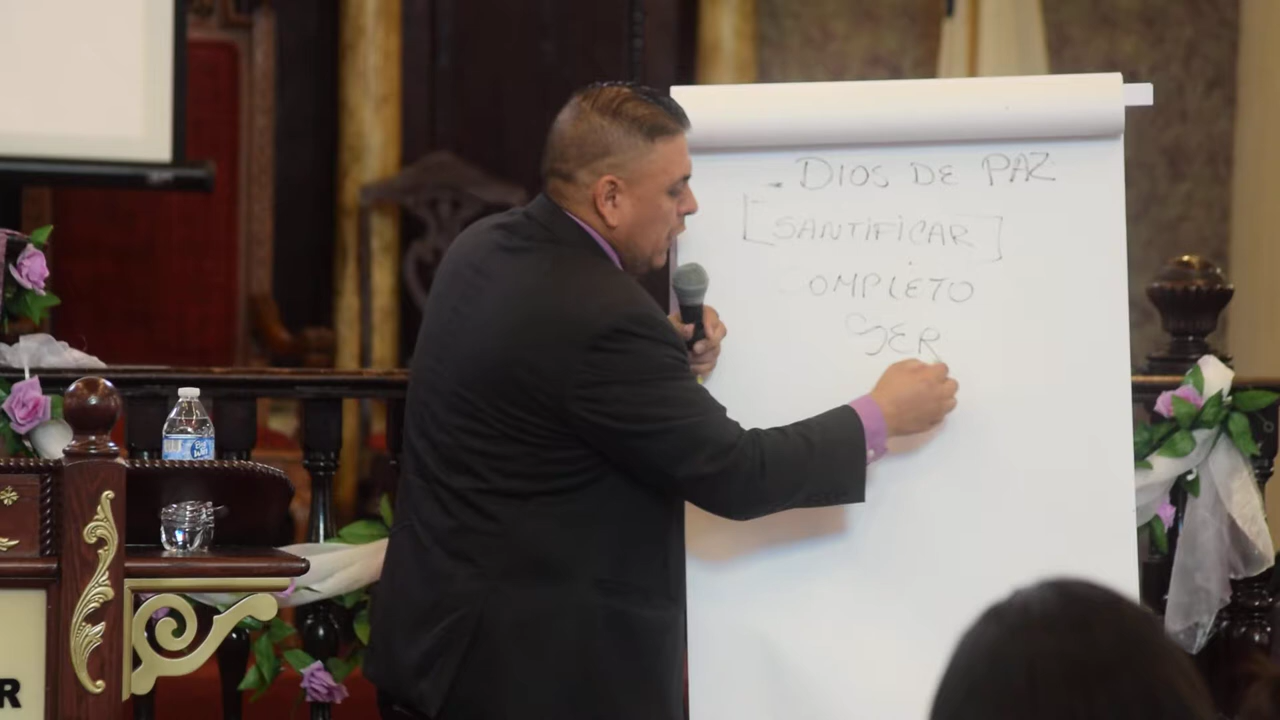 - DIOS DE PAZ
[SANTIFICAR]
OMPLETO
SER
R